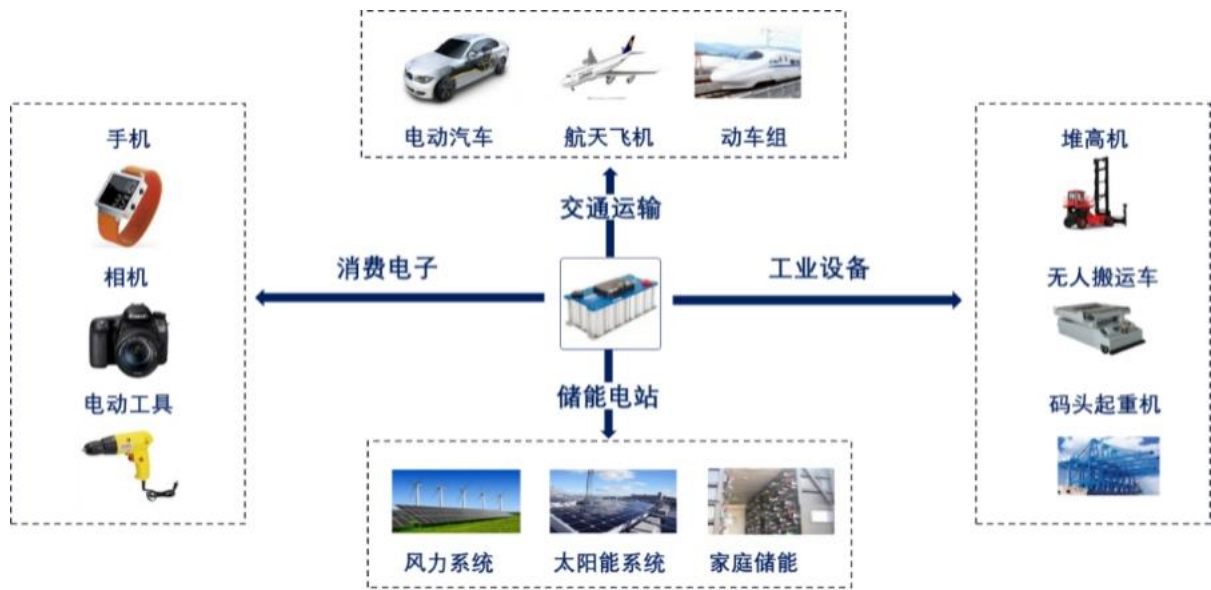 电动汽车
航天飞机
动车组
交通运输
手机
相机
电动工具
消费电子
工业设备
堆高机
无人搬运车
码头起重机
储能电站
风力系统
太阳能系统
家庭储能